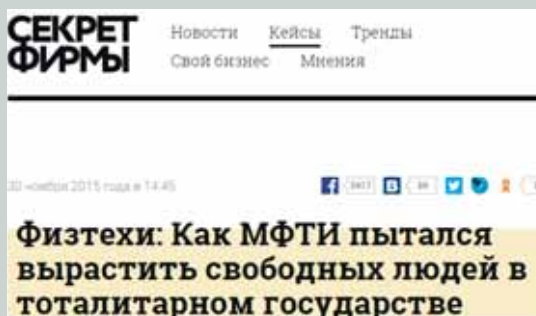 СЕКРЕТ
ФИРМЫ
Новости Кейсы Тренды
Свой бизнес Мнения
30 ноября 2015 года в 14:45
Физтехи: Как МФТИ пытался
вырастить свободных людей в
тоталитарном государстве